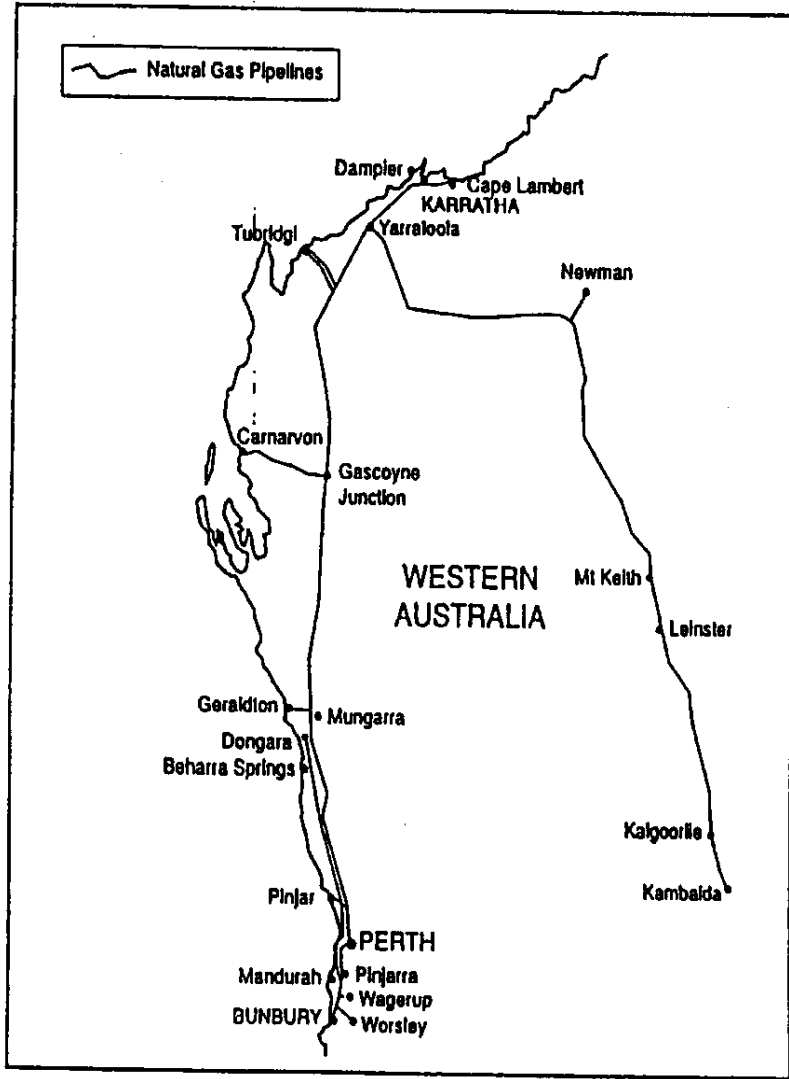 Natural Gas Pipelines
Dampier
Cape Lambert
KARRATHA
Yarraloola
Tubridgi
Newman
Carnarvon
Gascoyne
Junction
WESTERN
AUSTRALIA
Mt Keith
Leinster
Geraldton
Mungarra
Dongara
Beharra Springs
Kalgoorlie
Kambalda
Pinjar
PERTH
Mandurah
Pinjarra
Wagerup
BUNBURY
Worsley